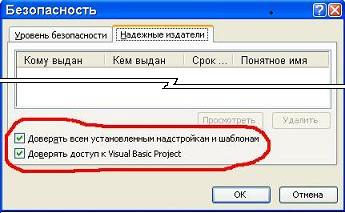 Безопасность
Уровень безопасности Надежные издатели
Кому выдан Кем выдан Срок ... Понятное имя
Просмотреть Удалить
Доверять всем установленным надстройкам и шаблонам
Доверять доступ к Visual Basic Project
ОК Отмена